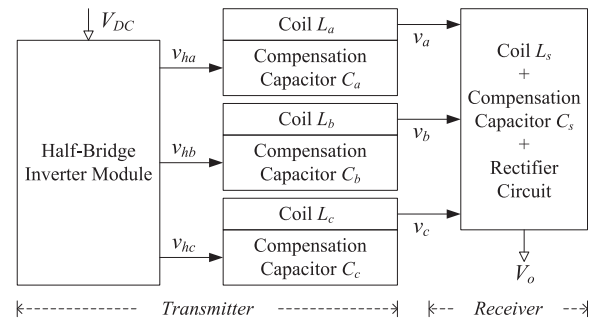 V_DC
Half-Bridge
Inverter Module
v_ha
v_hb
v_hc
Coil L_a
Compensation
Capacitor C_a
Coil L_b
Compensation
Capacitor C_b
Coil L_c
Compensation
Capacitor C_c
v_a
v_b
v_c
Coil L_s
+
Compensation
Capacitor C_s
+
Rectifier
Circuit
V_o
Transmitter
Receiver